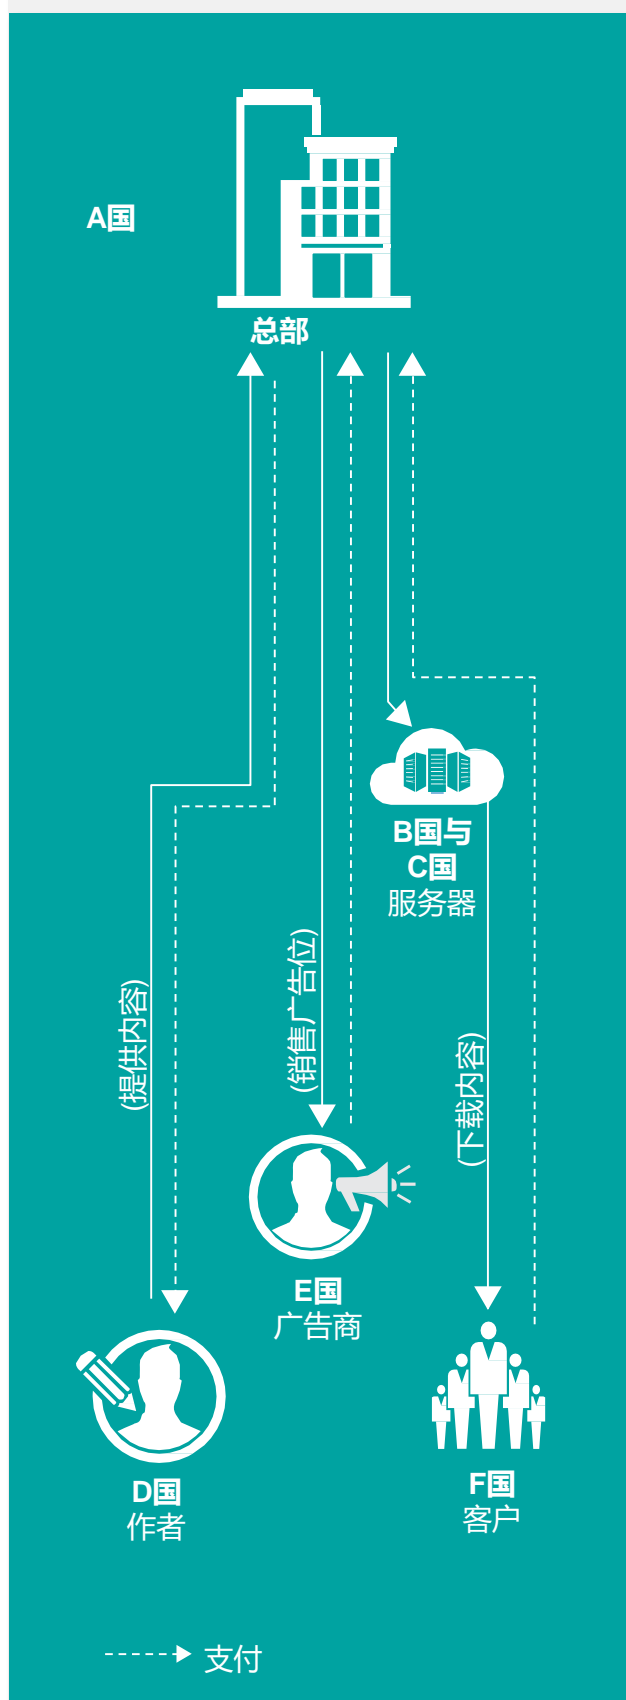 A国
总部
B国与
C国
服务器
(提供内容)
(销售广告位)
(下载内容)
E国
广告商
D国
作者
F国
客户
支付